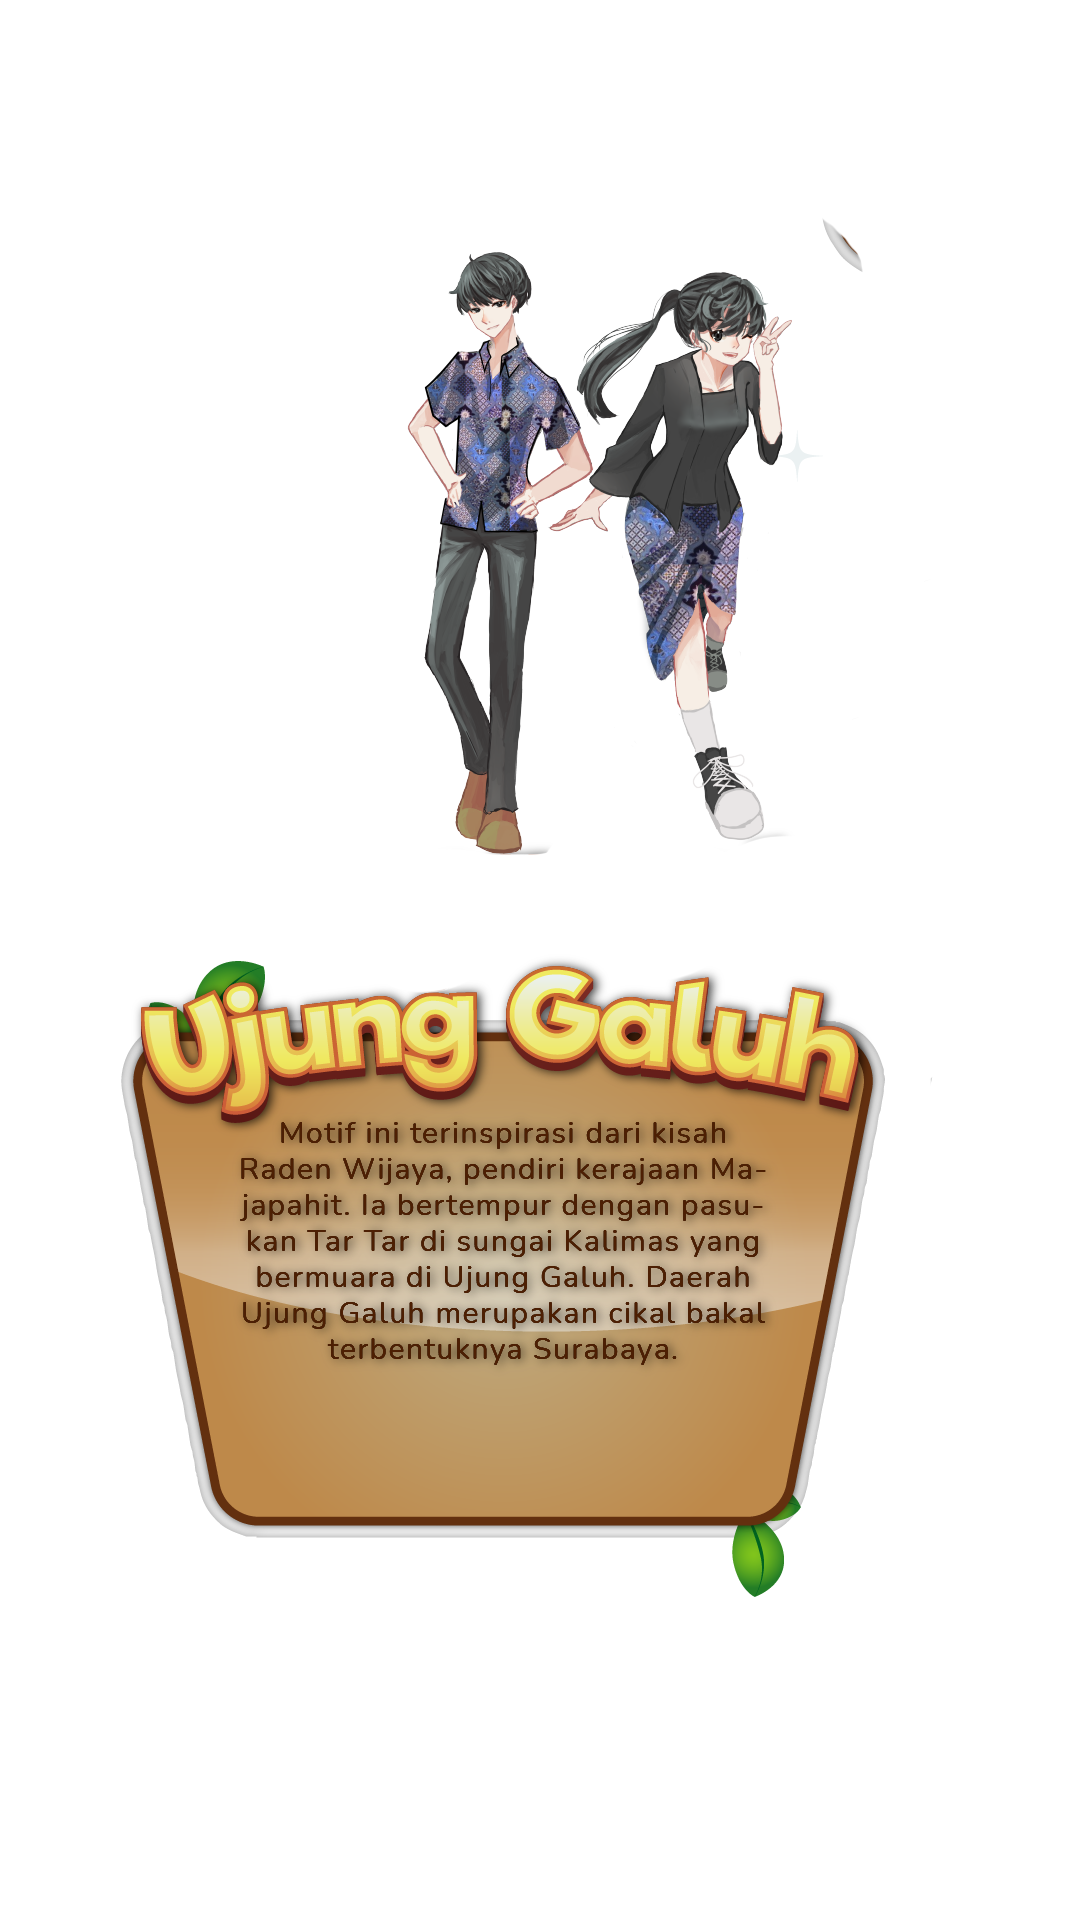 Ujung Galuh
Motif ini terinspirasi dari kisah
Raden Wijaya, pendiri kerajaan Ma-
japahit. Ia bertempur dengan pasu-
kan Tar Tar di sungai Kalimas yang
bermuara di Ujung Galuh. Daerah
Ujung Galuh merupakan cikal bakal
terbentuknya Surabaya.